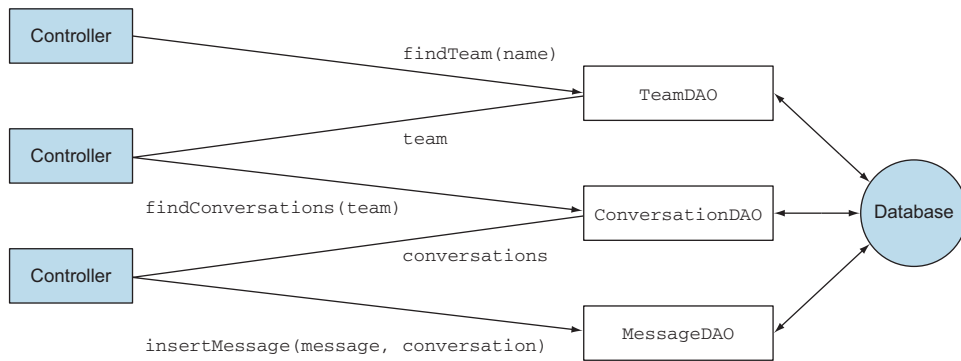 Controller
findTeam(name)
TeamDAO
team
Controller
findConversations(team)
ConversationDAO
Database
conversations
Controller
MessageDAO
insertMessage(message, conversation)